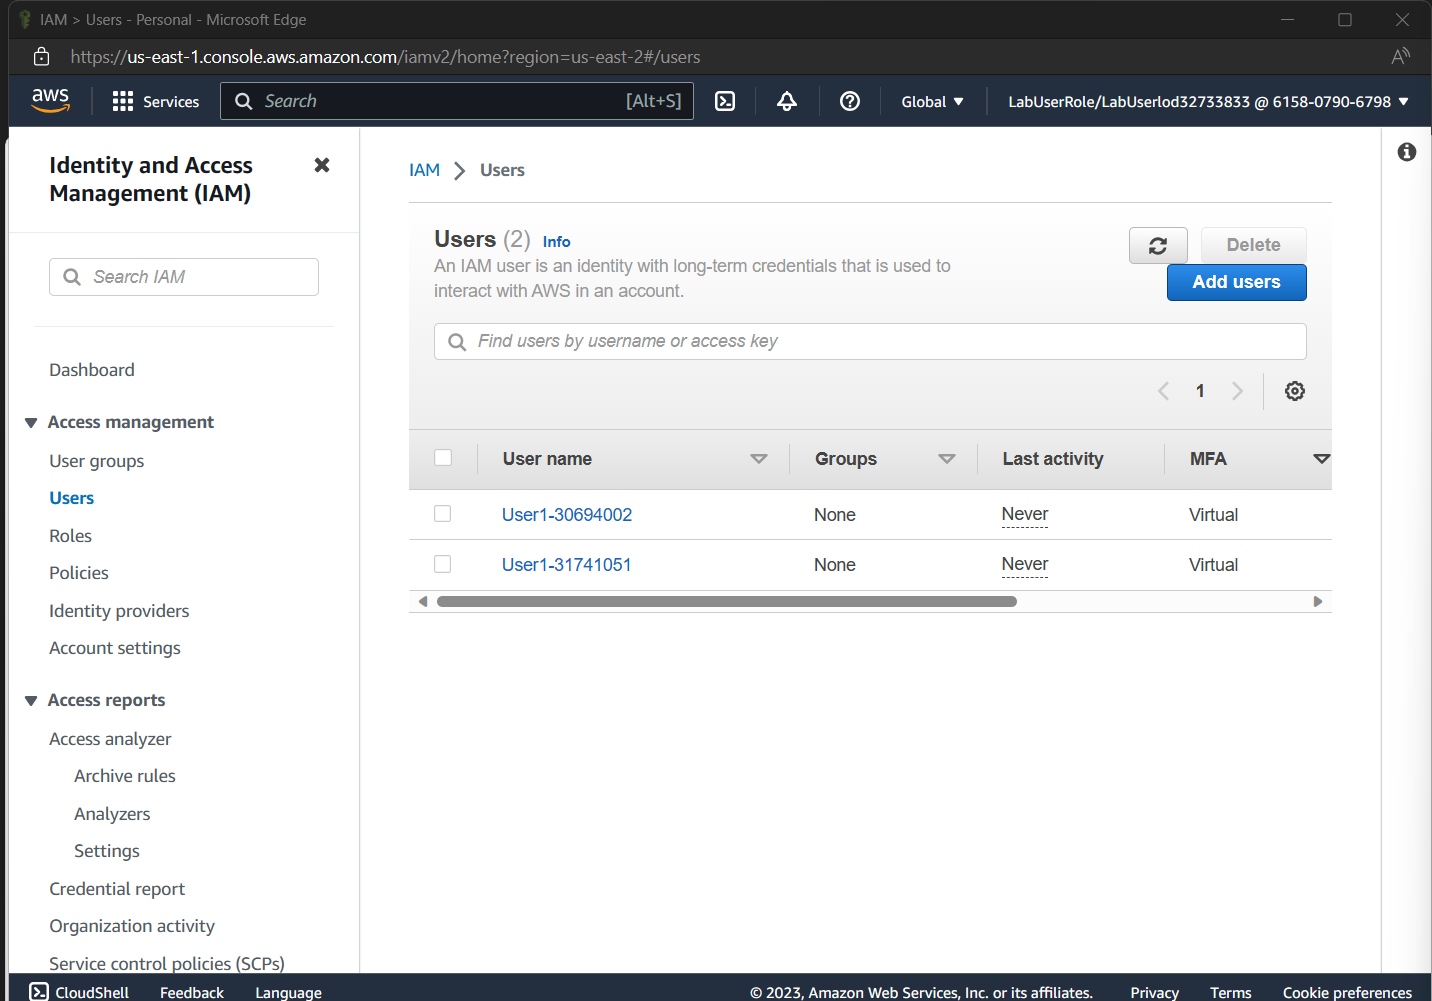 IAM > Users - Personal - Microsoft Edge
https://us-east-1.console.aws.amazon.com/iamv2/home?region=us-east-2#/users
aws
Services
Search
[Alt+S]
Global
LabUserRole/LabUserlod32733833 @ 6158-0790-6798
Identity and Access
Management (IAM)
Search IAM
Dashboard
Access management
User groups
Users
Roles
Policies
Identity providers
Account settings
Access reports
Access analyzer
Archive rules
Analyzers
Settings
Credential report
Organization activity
Service control policies (SCPs)
IAM > Users
Users (2) Info
An IAM user is an identity with long-term credentials that is used to
interact with AWS in an account.
Delete
Add users
Find users by username or access key
1
User name Groups Last activity MFA
User1-30694002 None Never Virtual
User1-31741051 None Never Virtual
CloudShell Feedback Language
© 2023, Amazon Web Services, Inc. or its affiliates. Privacy Terms Cookie preferences